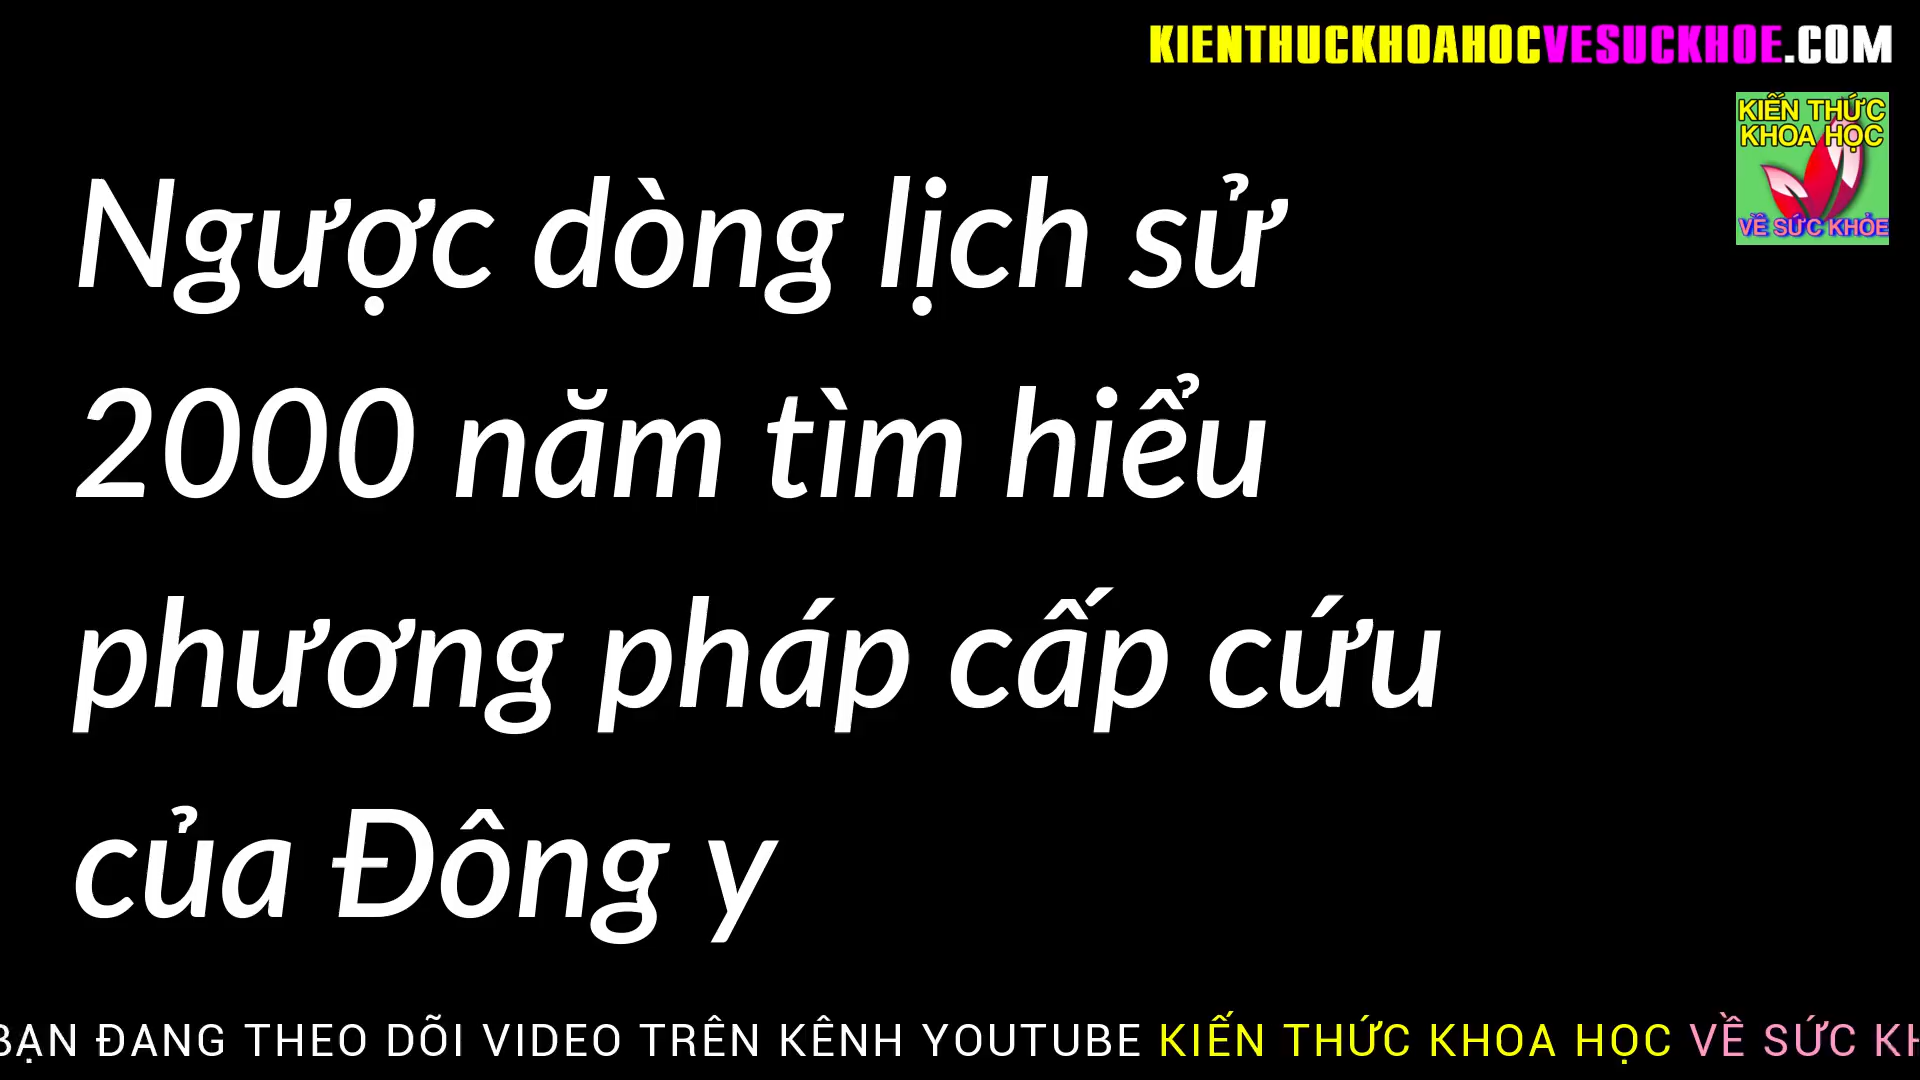 KIENTHUCKHOAHOCVESUCKHOE.COM
KIẾN THỨC
KHOA HỌC
VỀ SỨC KHỎE
Ngược dòng lịch sử
2000 năm tìm hiểu
phương pháp cấp cứu
của Đông y
BẠN ĐANG THEO DÕI VIDEO TRÊN KÊNH YOUTUBE KIẾN THỨC KHOA HỌC VỀ SỨC KH